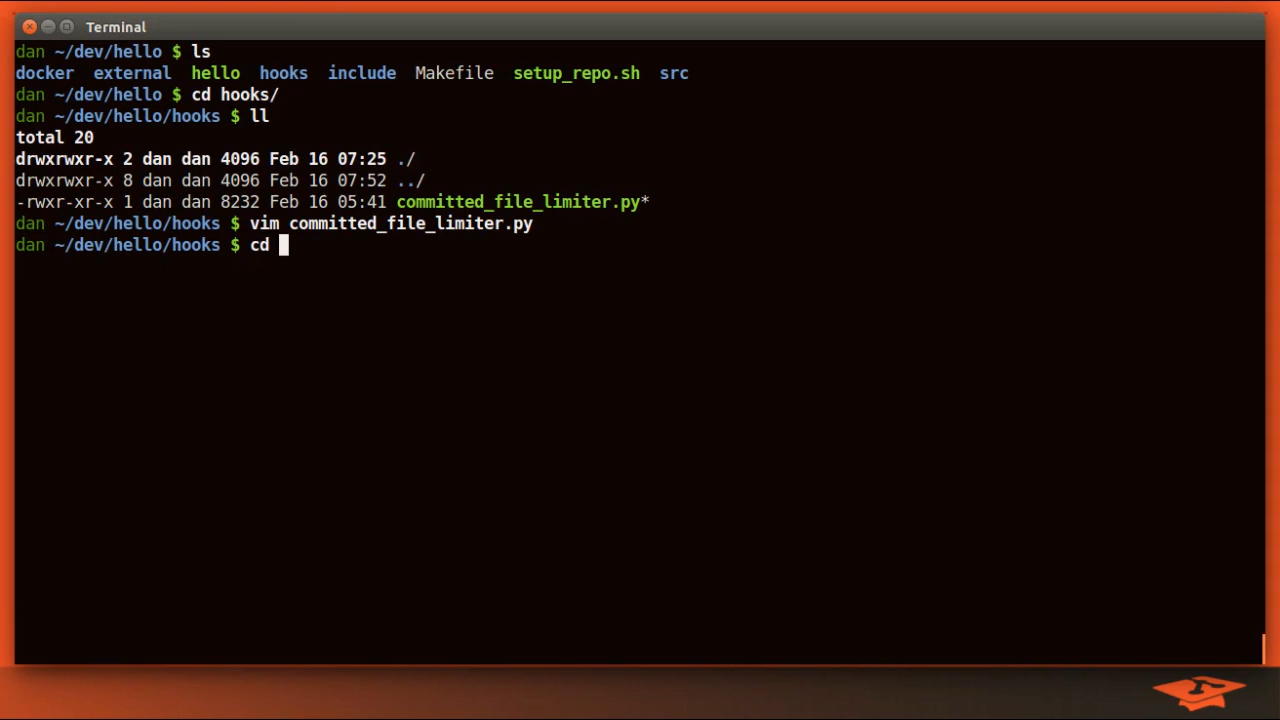 Terminal
dan ~/dev/hello $ ls
docker  external  hello  hooks  include  Makefile  setup_repo.sh  src
dan ~/dev/hello $ cd hooks/
dan ~/dev/hello/hooks $ ll
total 20
drwxrwxr-x 2 dan dan 4096 Feb 16 07:25 ./
drwxrwxr-x 8 dan dan 4096 Feb 16 07:52 ../
-rwxr-xr-x 1 dan dan 8232 Feb 16 05:41 committed_file_limiter.py*
dan ~/dev/hello/hooks $ vim committed_file_limiter.py
dan ~/dev/hello/hooks $ cd